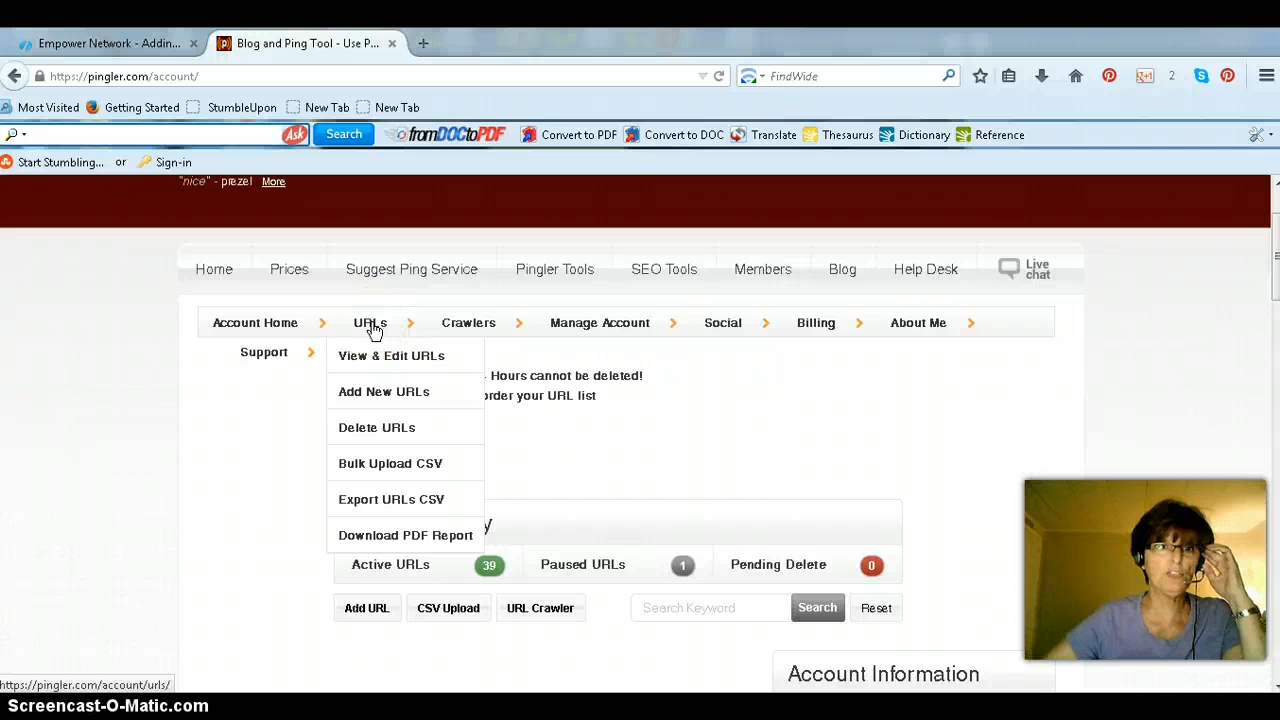 Empower Network - Addin... Blog and Ping Tool - Use P...
https://pingler.com/account/ FindWide 2
Most Visited Getting Started StumbleUpon New Tab New Tab
Ask Search fromDOCtoPDF Convert to PDF Convert to DOC Translate Thesaurus Dictionary Reference
Start Stumbling... or Sign-in
"nice" - prezel More
Home Prices Suggest Ping Service Pingler Tools SEO Tools Members Blog Help Desk Live chat
Account Home URLs Crawlers Manage Account Social Billing About Me
Support
View & Edit URLs
Hours cannot be deleted!
Add New URLs
order your URL list
Delete URLs
Bulk Upload CSV
Export URLs CSV
y
Download PDF Report
Active URLs 39 Paused URLs 1 Pending Delete 0
Add URL CSV Upload URL Crawler Search Keyword Search Reset
Account Information
https://pingler.com/account/urls/
Screencast-O-Matic.com